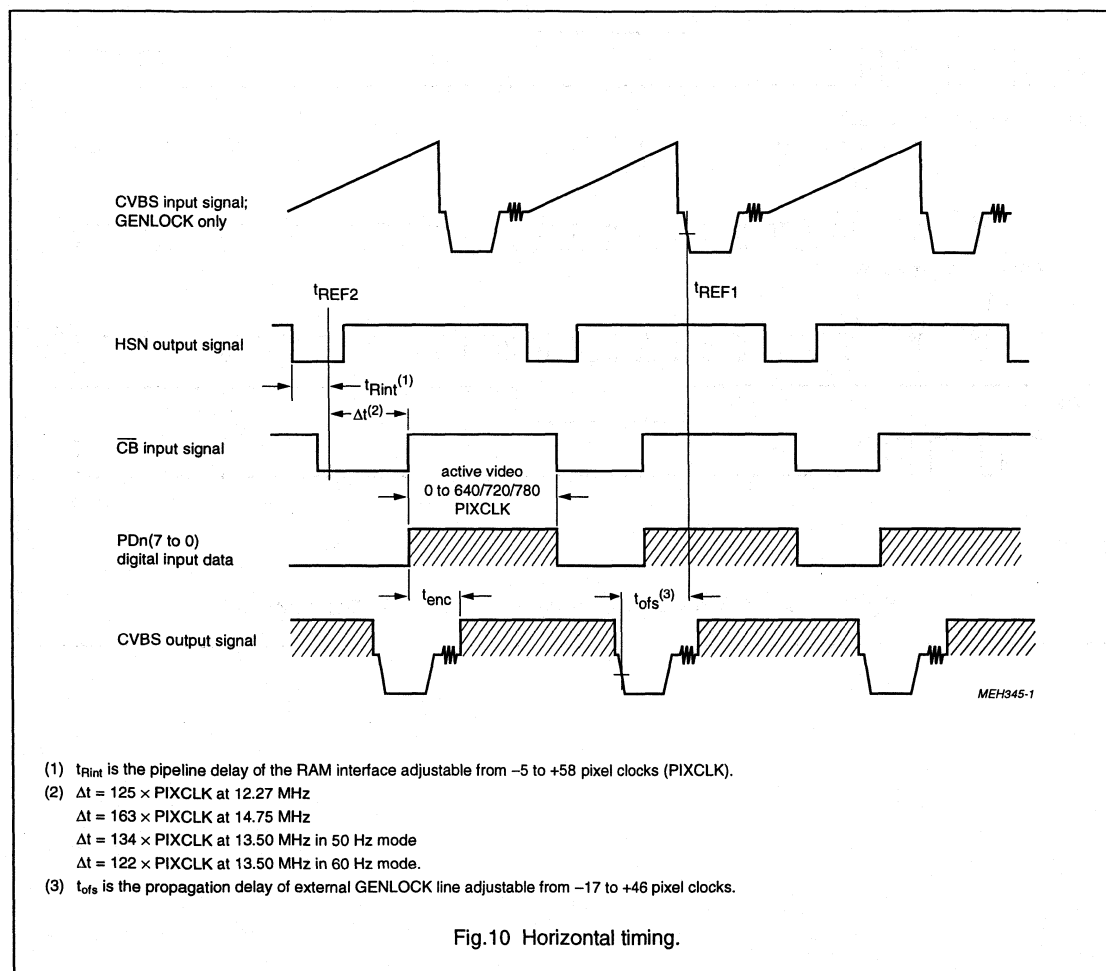 CVBS input signal;
GENLOCK only
tREF2
tREF1
HSN output signal
tRint(1)
Δt(2)
CB input signal
active video
0 to 640/720/780
PIXCLK
PDn(7 to 0)
digital input data
tenc
tofs(3)
CVBS output signal
MEH345-1
(1) tRint is the pipeline delay of the RAM interface adjustable from –5 to +58 pixel clocks (PIXCLK).
(2) Δt = 125 × PIXCLK at 12.27 MHz
Δt = 163 × PIXCLK at 14.75 MHz
Δt = 134 × PIXCLK at 13.50 MHz in 50 Hz mode
Δt = 122 × PIXCLK at 13.50 MHz in 60 Hz mode.
(3) tofs is the propagation delay of external GENLOCK line adjustable from –17 to +46 pixel clocks.
Fig.10 Horizontal timing.